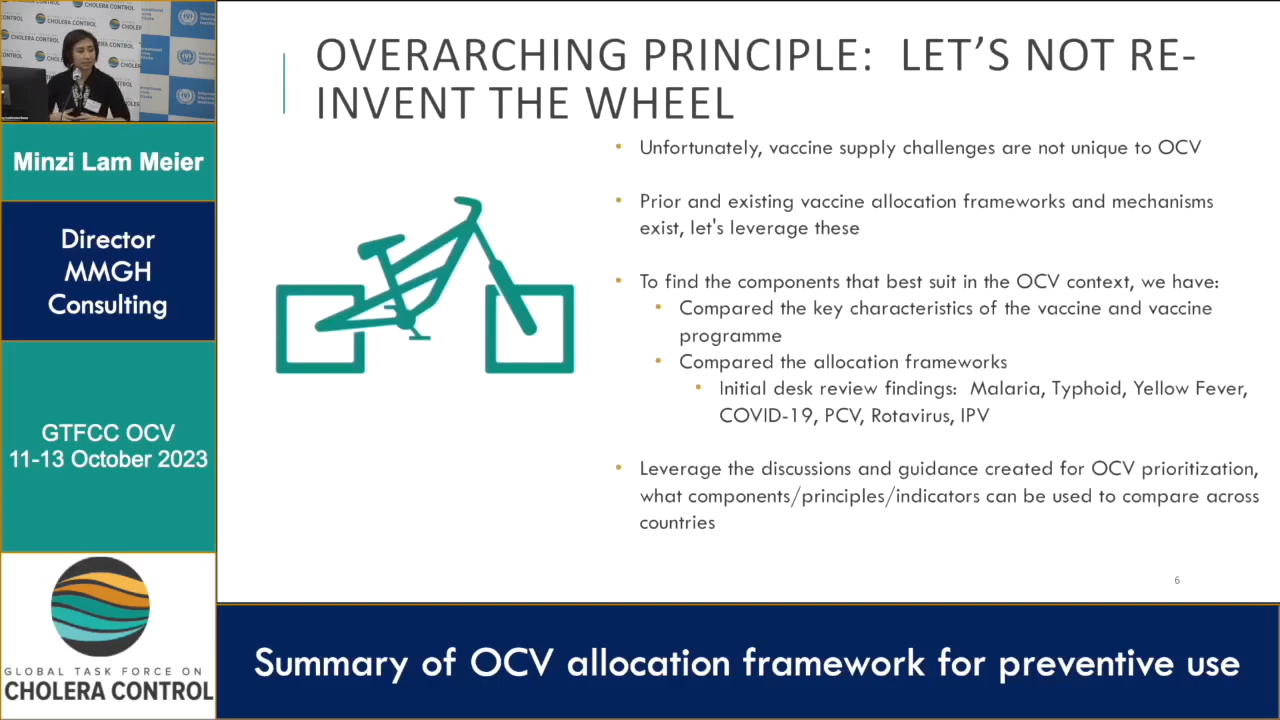 CHOLERA CONTROL
CHOLERA CONTROL
Minzi Lam Meier
Director
MMGH
Consulting
GTFCC OCV
11-13 October 2023
GLOBAL TASK FORCE ON
CHOLERA CONTROL
OVERARCHING PRINCIPLE: LET'S NOT RE-
INVENT THE WHEEL
• Unfortunately, vaccine supply challenges are not unique to OCV
• Prior and existing vaccine allocation frameworks and mechanisms
exist, let's leverage these
• To find the components that best suit in the OCV context, we have:
• Compared the key characteristics of the vaccine and vaccine
programme
• Compared the allocation frameworks
• Initial desk review findings: Malaria, Typhoid, Yellow Fever,
COVID-19, PCV, Rotavirus, IPV
• Leverage the discussions and guidance created for OCV prioritization,
what components/principles/indicators can be used to compare across
countries
6
Summary of OCV allocation framework for preventive use